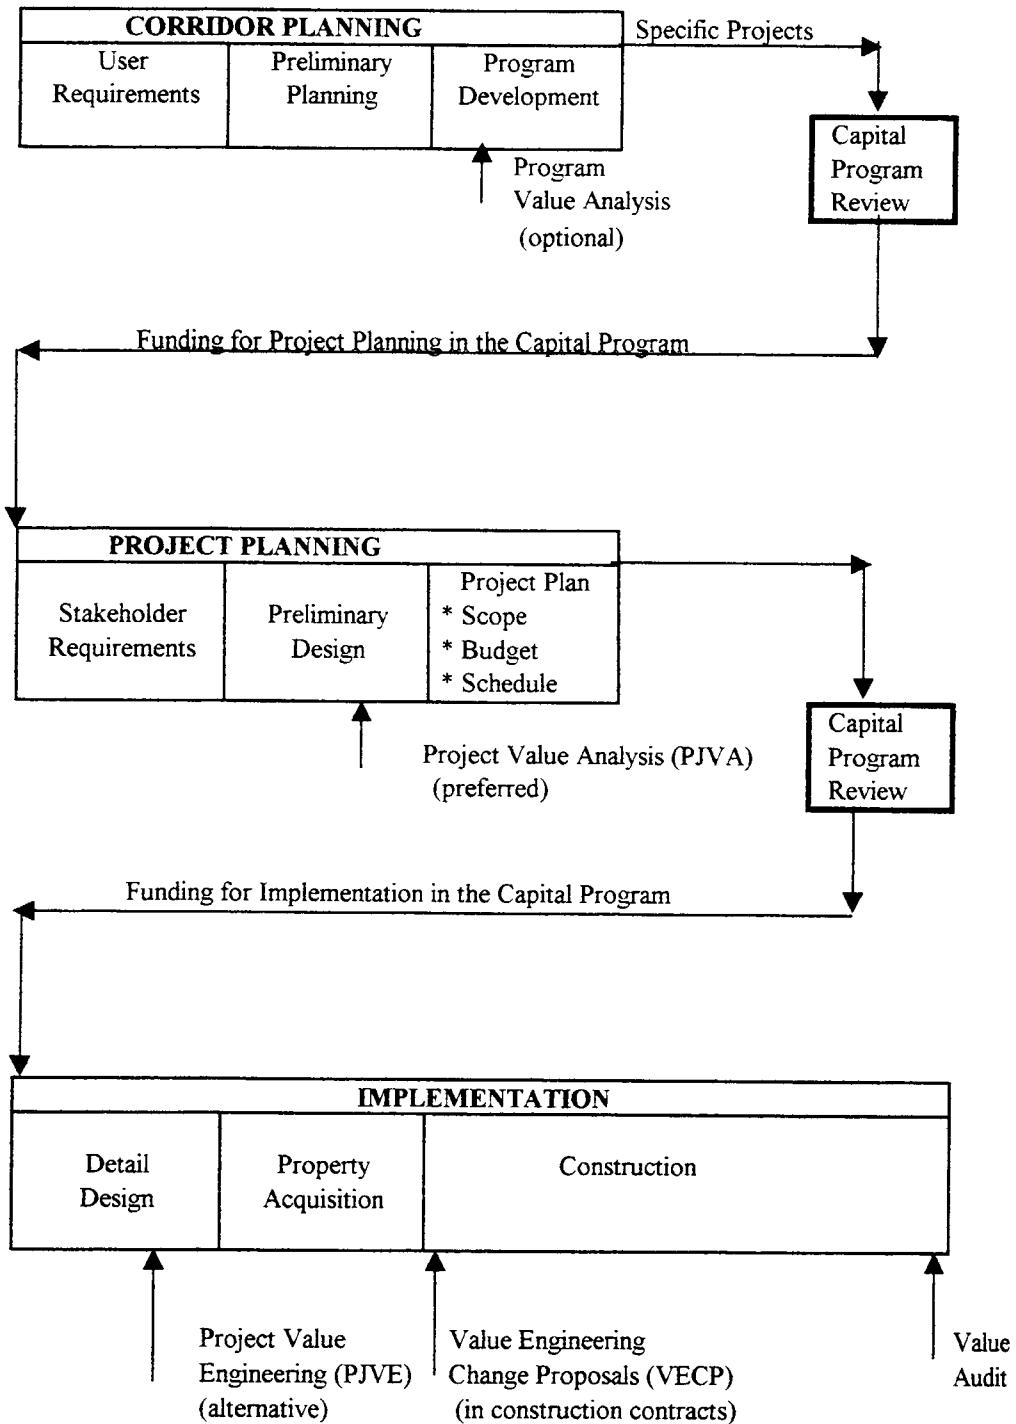 CORRIDOR PLANNING
Specific Projects
User
Requirements
Preliminary
Planning
Program
Development
Capital
Program
Review
Program
Value Analysis
(optional)
Funding for Project Planning in the Capital Program
PROJECT PLANNING
Stakeholder
Requirements
Preliminary
Design
Project Plan
* Scope
* Budget
* Schedule
Capital
Program
Review
Project Value Analysis (PJVA)
(preferred)
Funding for Implementation in the Capital Program
IMPLEMENTATION
Detail
Design
Property
Acquisition
Construction
Project Value
Engineering (PJVE)
(alternative)
Value Engineering
Change Proposals (VECP)
(in construction contracts)
Value
Audit